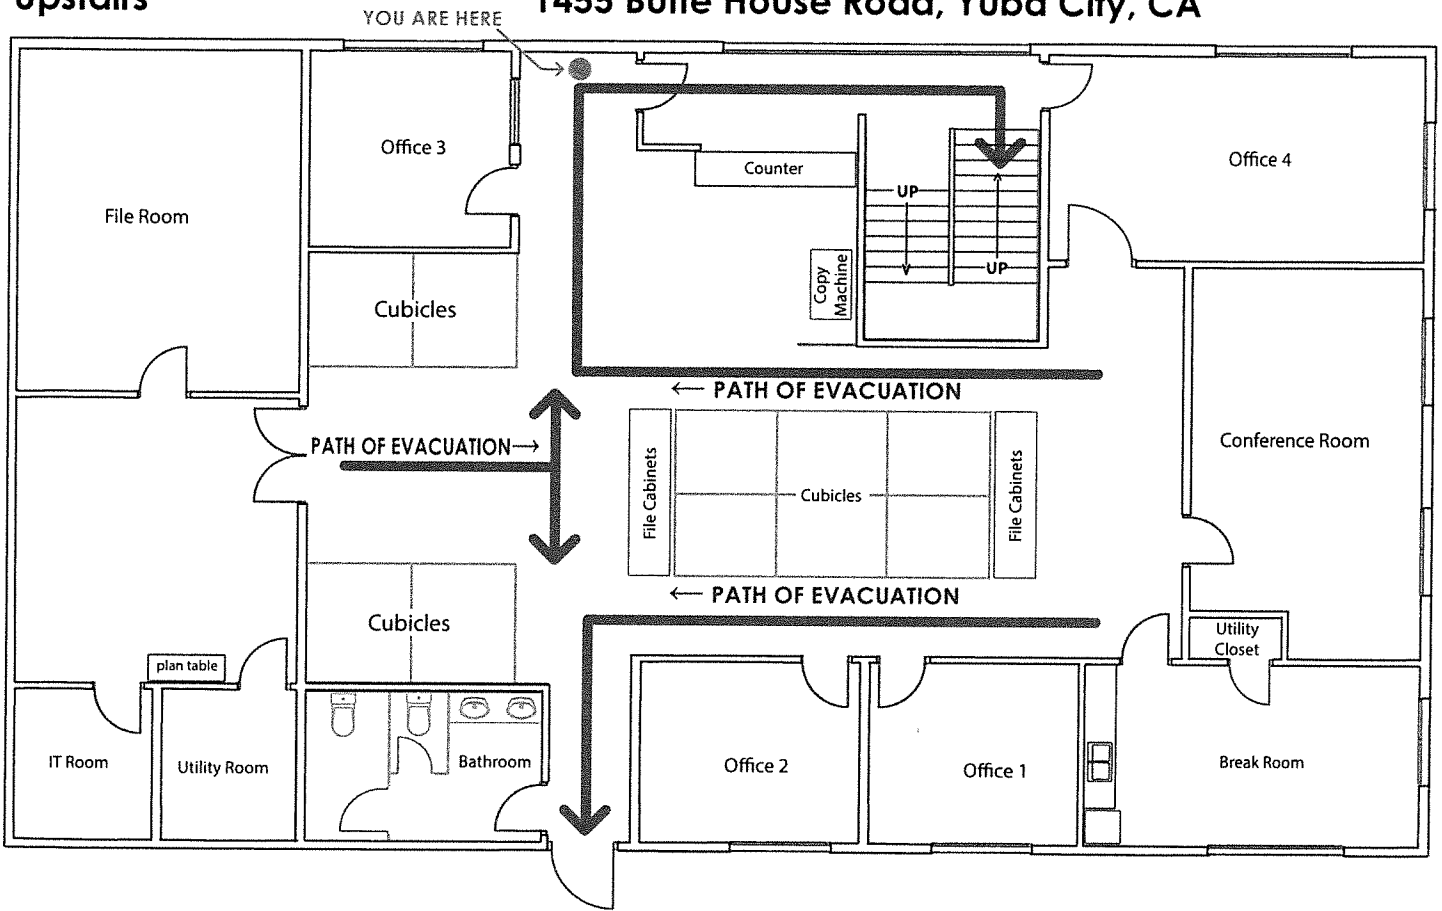 Upstairs
1455 Butte House Road, Yuba City, CA
YOU ARE HERE
Office 3
Counter
Office 4
File Room
UP
UP
Copy
Machine
Cubicles
← PATH OF EVACUATION
PATH OF EVACUATION→
File Cabinets
Cubicles
File Cabinets
Conference Room
← PATH OF EVACUATION
Cubicles
Utility
Closet
plan table
IT Room
Utility Room
Bathroom
Office 2
Office 1
Break Room